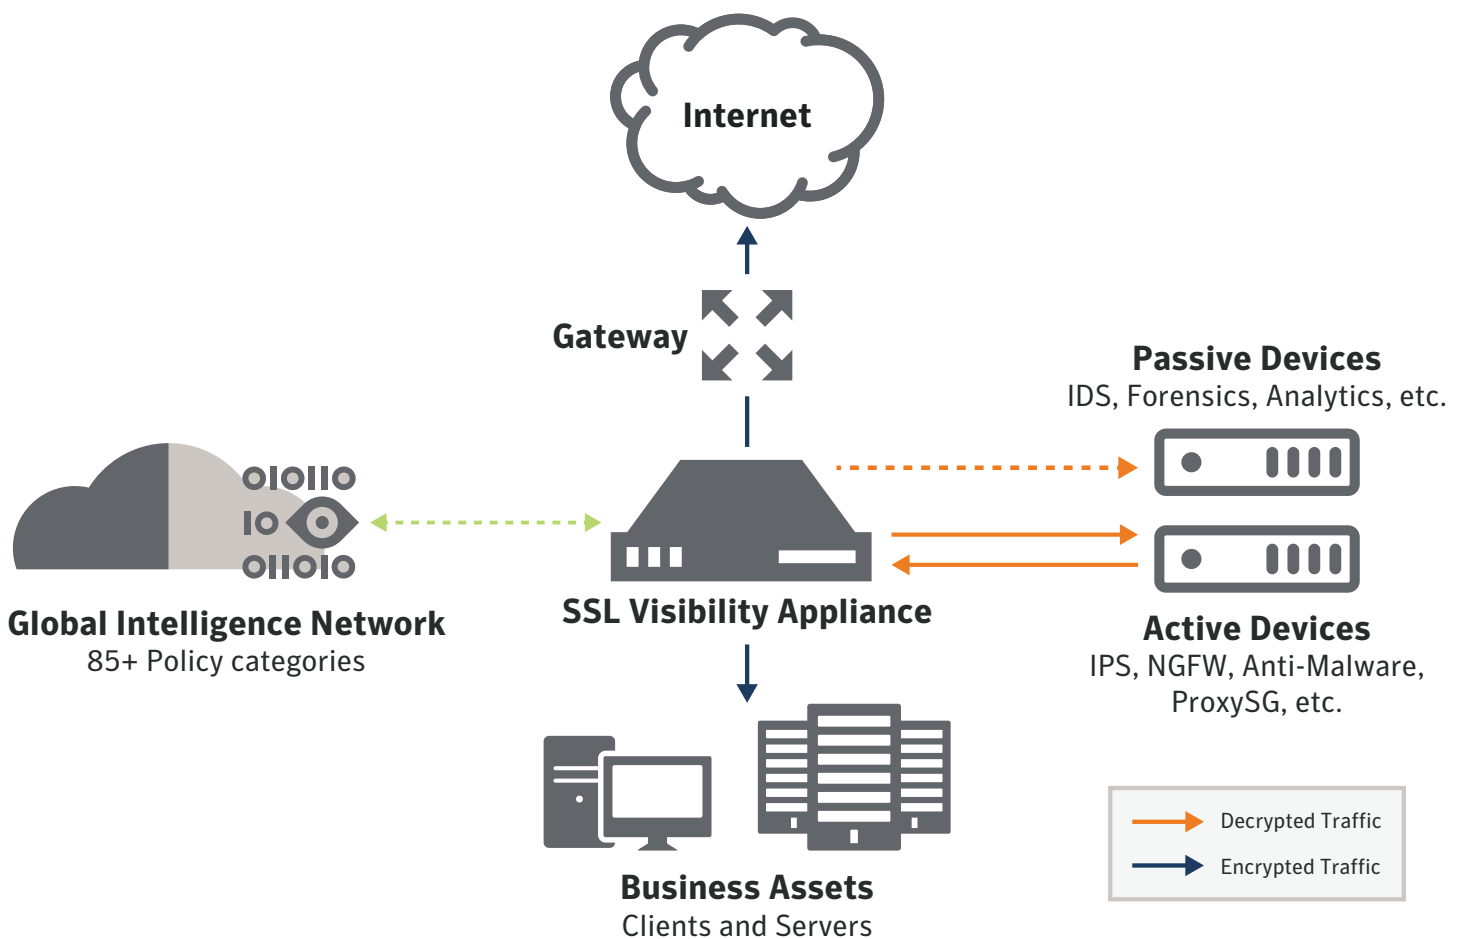 Internet
Gateway
Passive Devices
IDS, Forensics, Analytics, etc.
Global Intelligence Network
85+ Policy categories
SSL Visibility Appliance
Active Devices
IPS, NGFW, Anti-Malware,
ProxySG, etc.
Business Assets
Clients and Servers
Decrypted Traffic
Encrypted Traffic